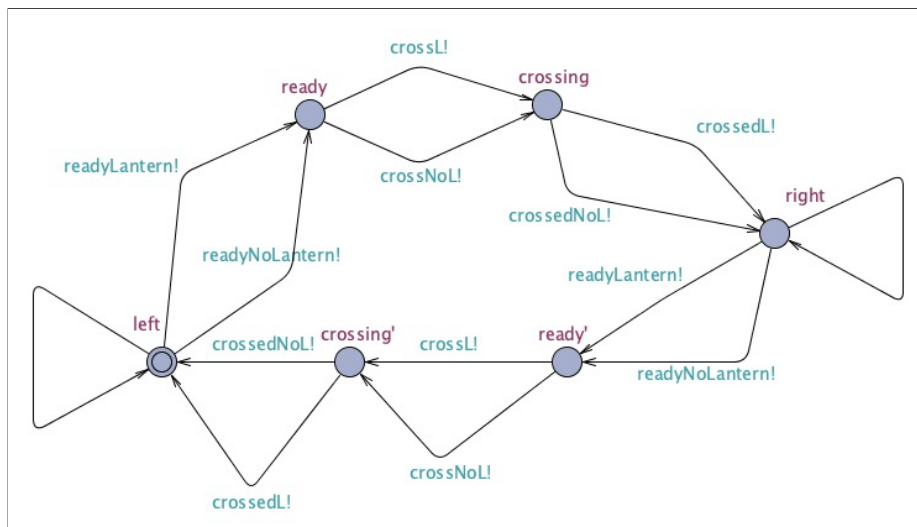 crossL!
ready
crossing
crossedL!
readyLantern!
crossNoL!
right
crossedNoL!
readyNoLantern!
readyLantern!
left
crossing'
ready'
crossedNoL!
crossL!
readyNoLantern!
crossNoL!
crossedL!